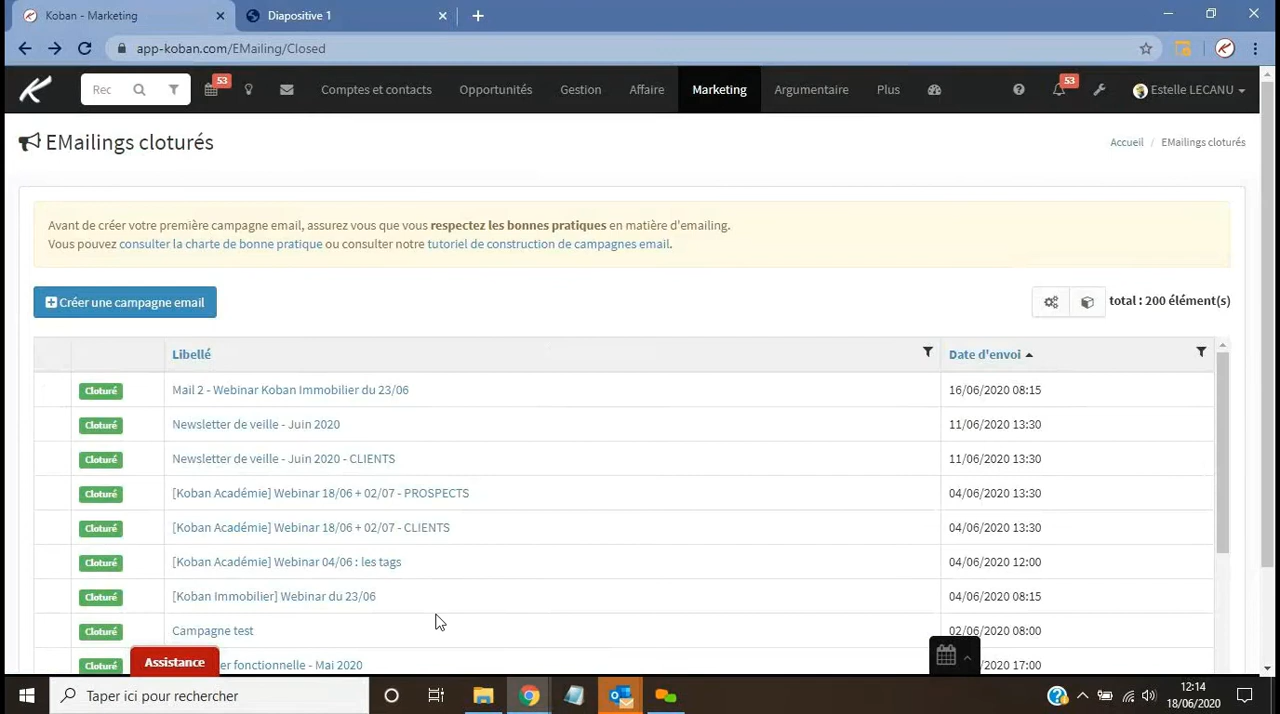 Koban - Marketing
Diapositive 1
app-koban.com/EMailing/Closed
Rec
53
Comptes et contacts
Opportunités
Gestion
Affaire
Marketing
Argumentaire
Plus
53
Estelle LECANU
EMailings cloturés
Accueil / EMailings cloturés
Avant de créer votre première campagne email, assurez vous que vous respectez les bonnes pratiques en matière d'emailing.
Vous pouvez consulter la charte de bonne pratique ou consulter notre tutoriel de construction de campagnes email.
Créer une campagne email
total : 200 élément(s)
Libellé
Date d'envoi
Cloturé Mail 2 - Webinar Koban Immobilier du 23/06 16/06/2020 08:15
Cloturé Newsletter de veille - Juin 2020 11/06/2020 13:30
Cloturé Newsletter de veille - Juin 2020 - CLIENTS 11/06/2020 13:30
Cloturé [Koban Académie] Webinar 18/06 + 02/07 - PROSPECTS 04/06/2020 13:30
Cloturé [Koban Académie] Webinar 18/06 + 02/07 - CLIENTS 04/06/2020 13:30
Cloturé [Koban Académie] Webinar 04/06 : les tags 04/06/2020 12:00
Cloturé [Koban Immobilier] Webinar du 23/06 04/06/2020 08:15
Cloturé Campagne test 02/06/2020 08:00
Cloturé er fonctionnelle - Mai 2020 /2020 17:00
Assistance
Taper ici pour rechercher
12:14
18/06/2020